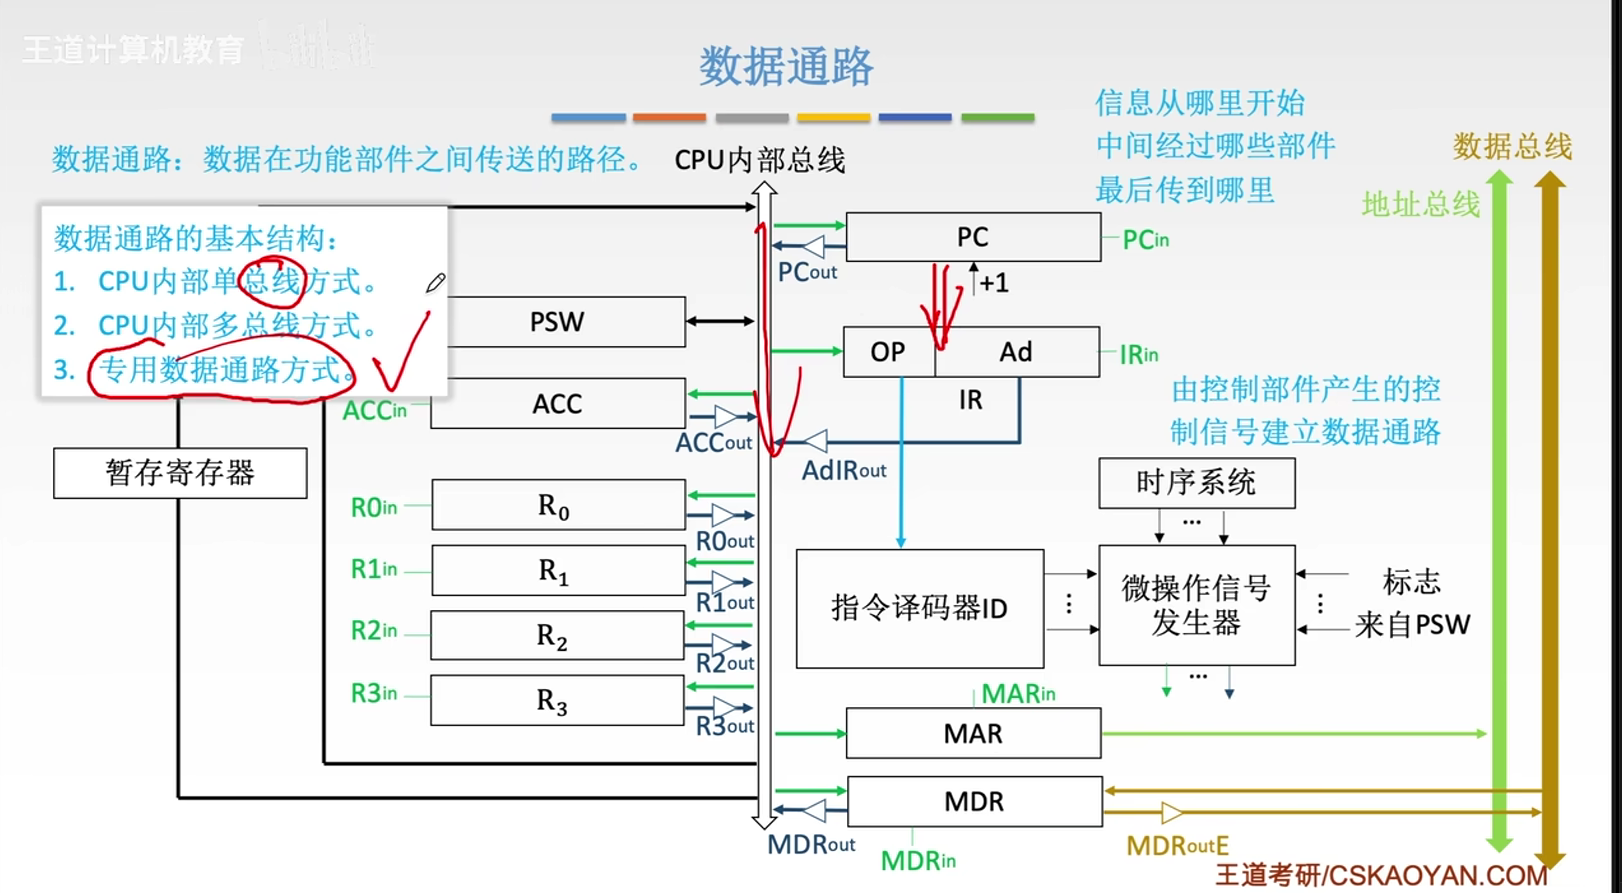 王道计算机教育 bilibili
数据通路
数据通路：数据在功能部件之间传送的路径。
CPU内部总线
信息从哪里开始
中间经过哪些部件
最后传到哪里
数据总线
地址总线
数据通路的基本结构：
1. CPU内部单总线方式。
2. CPU内部多总线方式。
3. 专用数据通路方式。
PC
PCin
PCout
+1
PSW
OP
Ad
IRin
IR
ACCin
ACC
ACCout
AdIRout
由控制部件产生的控
制信号建立数据通路
暂存寄存器
时序系统
...
R0in
R0
R0out
R1in
R1
R1out
R2in
R2
R2out
R3in
R3
R3out
指令译码器ID
...
微操作信号
发生器
...
标志
来自PSW
...
MARin
MAR
MDR
MDRout
MDRin
MDRoutE
王道考研/CSKAOYAN.COM